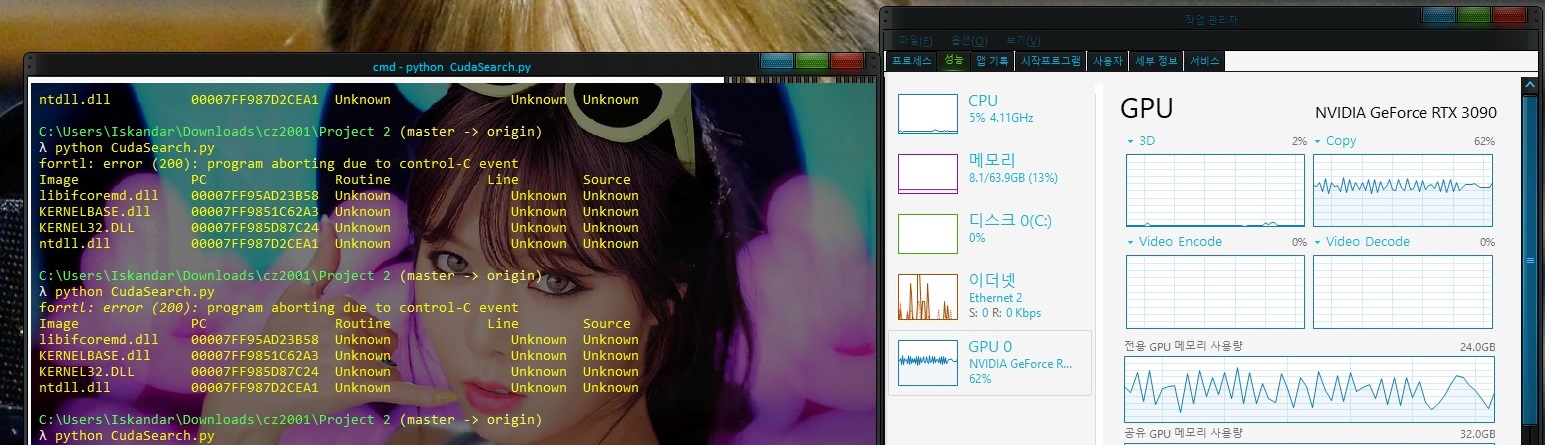 cmd - python  CudaSearch.py
ntdll.dll          00007FF987D2CEA1  Unknown               Unknown  Unknown
C:\Users\Iskandar\Downloads\cz2001\Project 2 (master -> origin)
λ python CudaSearch.py
forrtl: error (200): program aborting due to control-C event
Image              PC                Routine            Line        Source
libifcoremd.dll    00007FF95AD23B58  Unknown               Unknown  Unknown
KERNELBASE.dll     00007FF9851C62A3  Unknown               Unknown  Unknown
KERNEL32.DLL       00007FF985D87C24  Unknown               Unknown  Unknown
ntdll.dll          00007FF987D2CEA1  Unknown               Unknown  Unknown
C:\Users\Iskandar\Downloads\cz2001\Project 2 (master -> origin)
λ python CudaSearch.py
forrtl: error (200): program aborting due to control-C event
Image              PC                Routine            Line        Source
libifcoremd.dll    00007FF95AD23B58  Unknown               Unknown  Unknown
KERNELBASE.dll     00007FF9851C62A3  Unknown               Unknown  Unknown
KERNEL32.DLL       00007FF985D87C24  Unknown               Unknown  Unknown
ntdll.dll          00007FF987D2CEA1  Unknown               Unknown  Unknown
C:\Users\Iskandar\Downloads\cz2001\Project 2 (master -> origin)
λ python CudaSearch.py
작업 관리자
파일(F) 옵션(O) 보기(V)
프로세스 성능 앱 기록 시작프로그램 사용자 세부 정보 서비스
CPU
5% 4.11GHz
메모리
8.1/63.9GB (13%)
디스크 0(C:)
0%
이더넷
Ethernet 2
S: 0 R: 0 Kbps
GPU 0
NVIDIA GeForce R...
62%
GPU NVIDIA GeForce RTX 3090
3D 2% Copy 62%
Video Encode 0% Video Decode 0%
전용 GPU 메모리 사용량 24.0GB
공유 GPU 메모리 사용량 32.0GB